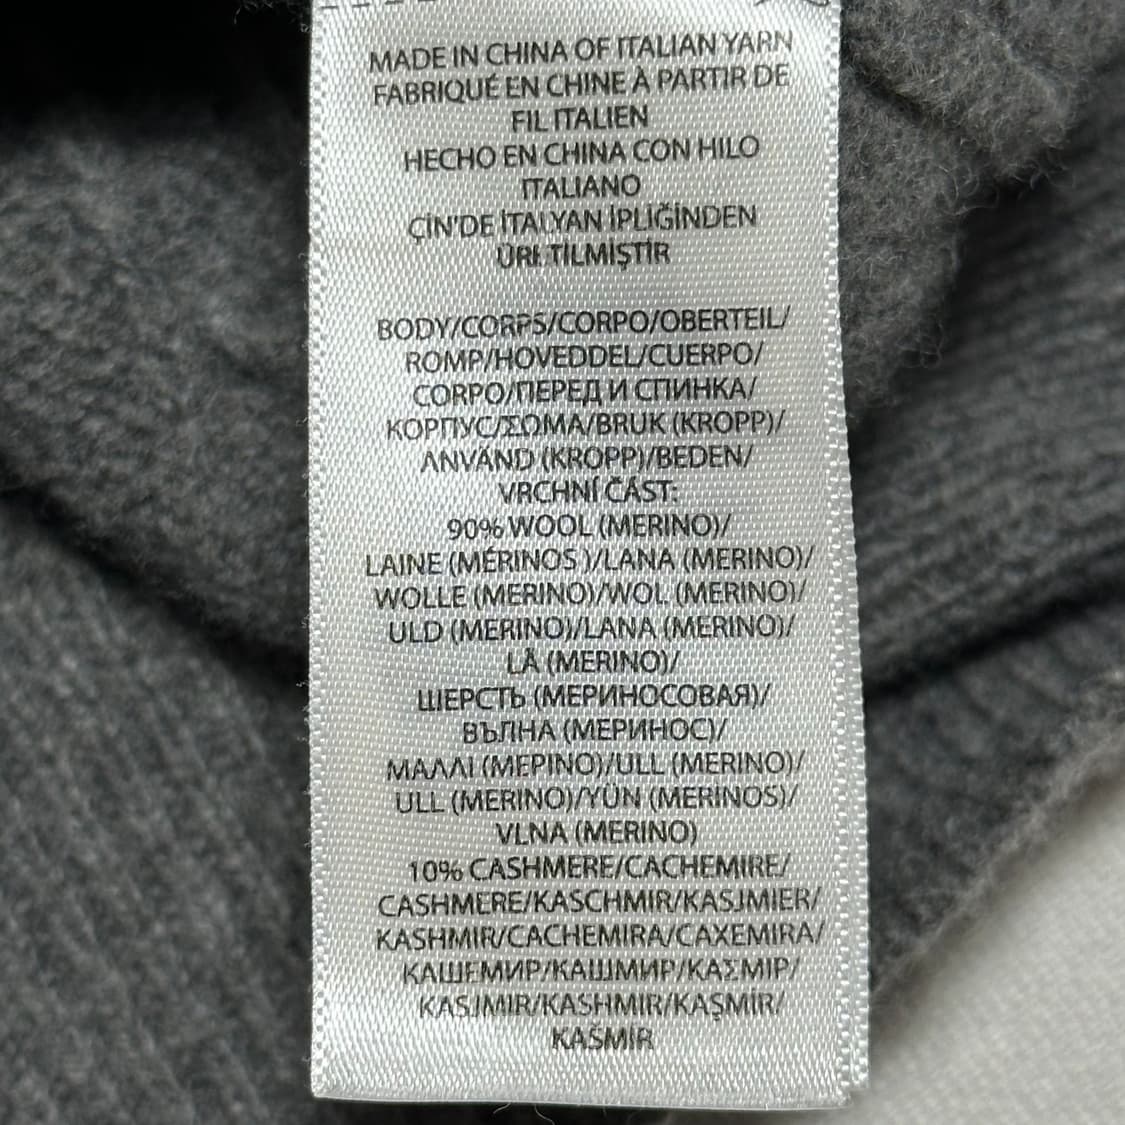 MADE IN CHINA OF ITALIAN YARN
FABRIQUÉ EN CHINE À PARTIR DE
FIL ITALIEN
HECHO EN CHINA CON HILO
ITALIANO
ÇİN'DE İTALYAN İPLİĞİNDEN
ÜRETİLMİŞTİR
BODY/CORPS/CORPO/OBERTEIL/
ROMP/HOVEDDEL/CUERPO/
CORPO/ПЕРЕД И СПИНКА/
КОРПУС/ΣΩΜΑ/BRUK (KROPP)/
ANVÄND (KROPP)/BEDEN/
VRCHNÍ ČÁST:
90% WOOL (MERINO)/
LAINE (MÉRINOS )/LANA (MERINO)/
WOLLE (MERINO)/WOL (MERINO)/
ULD (MERINO)/LANA (MERINO)/
LÃ (MERINO)/
ШЕРСТЬ (МЕРИНОСОВАЯ)/
ВЪЛНА (МЕРИНОС)/
ΜΑΛΛΙ (ΜΕΡΙΝΟ)/ULL (MERINO)/
ULL (MERINO)/YÜN (MERINOS)/
VLNA (MERINO)
10% CASHMERE/CACHEMIRE/
CASHMERE/KASCHMIR/KASJMIER/
KASHMIR/CACHEMIRA/CAXEMIRA/
КАШЕМИР/КАШМИР/ΚΑΣΜΙΡ/
KASJMIR/KASHMIR/KAŞMİR/
KAŠMÍR